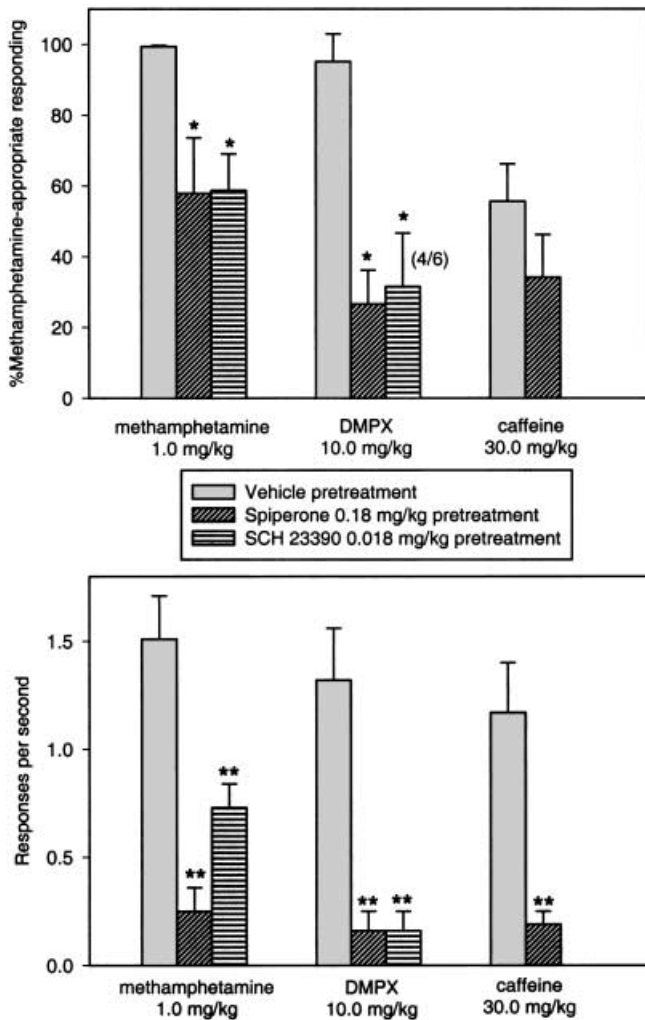 %Methamphetamine-appropriate responding
100
80
60
40
20
0
*
*
*
*
(4/6)
methamphetamine
1.0 mg/kg
DMPX
10.0 mg/kg
caffeine
30.0 mg/kg
Vehicle pretreatment
Spiperone 0.18 mg/kg pretreatment
SCH 23390 0.018 mg/kg pretreatment
Responses per second
1.5
1.0
0.5
0.0
**
**
**
**
**
methamphetamine
1.0 mg/kg
DMPX
10.0 mg/kg
caffeine
30.0 mg/kg